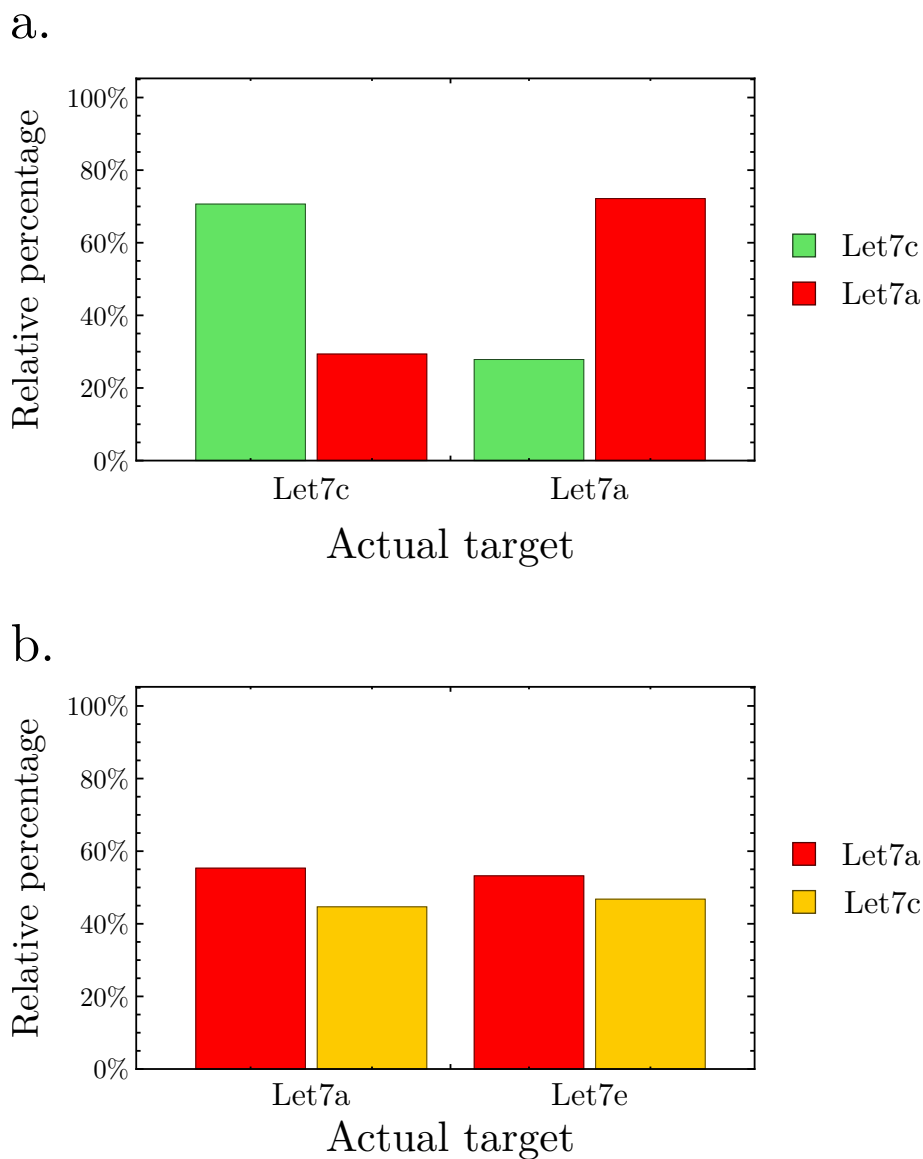 a.
Relative percentage
100%
80%
60%
40%
20%
0%
Let7c
Let7a
Actual target
Let7c
Let7a
b.
Relative percentage
100%
80%
60%
40%
20%
0%
Let7a
Let7e
Actual target
Let7a
Let7c